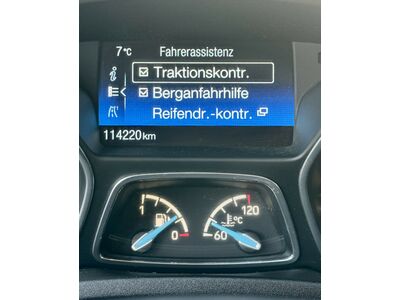 7°C Fahrerassistenz
Traktionskontr.
Berganfahrhilfe
Reifendr.-kontr.
114220km
1 120
°C
0 60